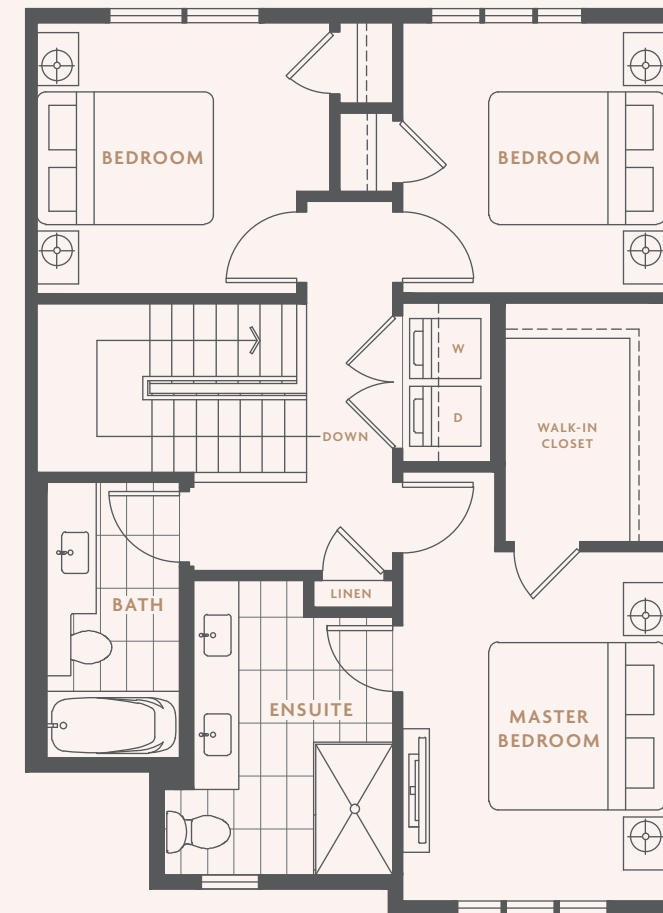 BEDROOM
BEDROOM
W
D
WALK-IN
CLOSET
DOWN
BATH
LINEN
ENSUITE
MASTER
BEDROOM